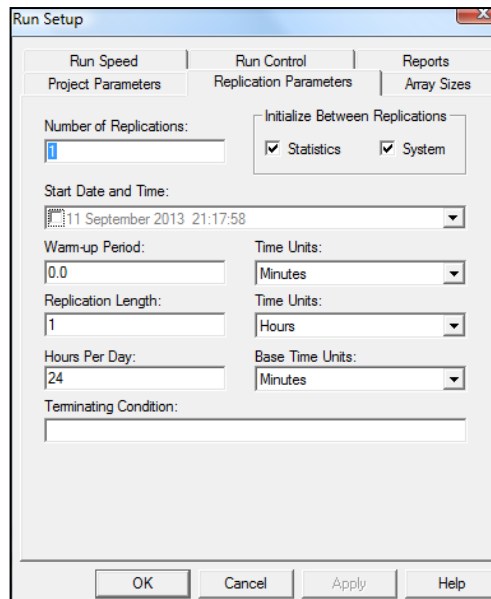 Run Setup
Run Speed Run Control Reports
Project Parameters Replication Parameters Array Sizes
Number of Replications:
1
Initialize Between Replications
Statistics System
Start Date and Time:
11 September 2013 21:17:58
Warm-up Period: Time Units:
0.0 Minutes
Replication Length: Time Units:
1 Hours
Hours Per Day: Base Time Units:
24 Minutes
Terminating Condition:
OK Cancel Apply Help